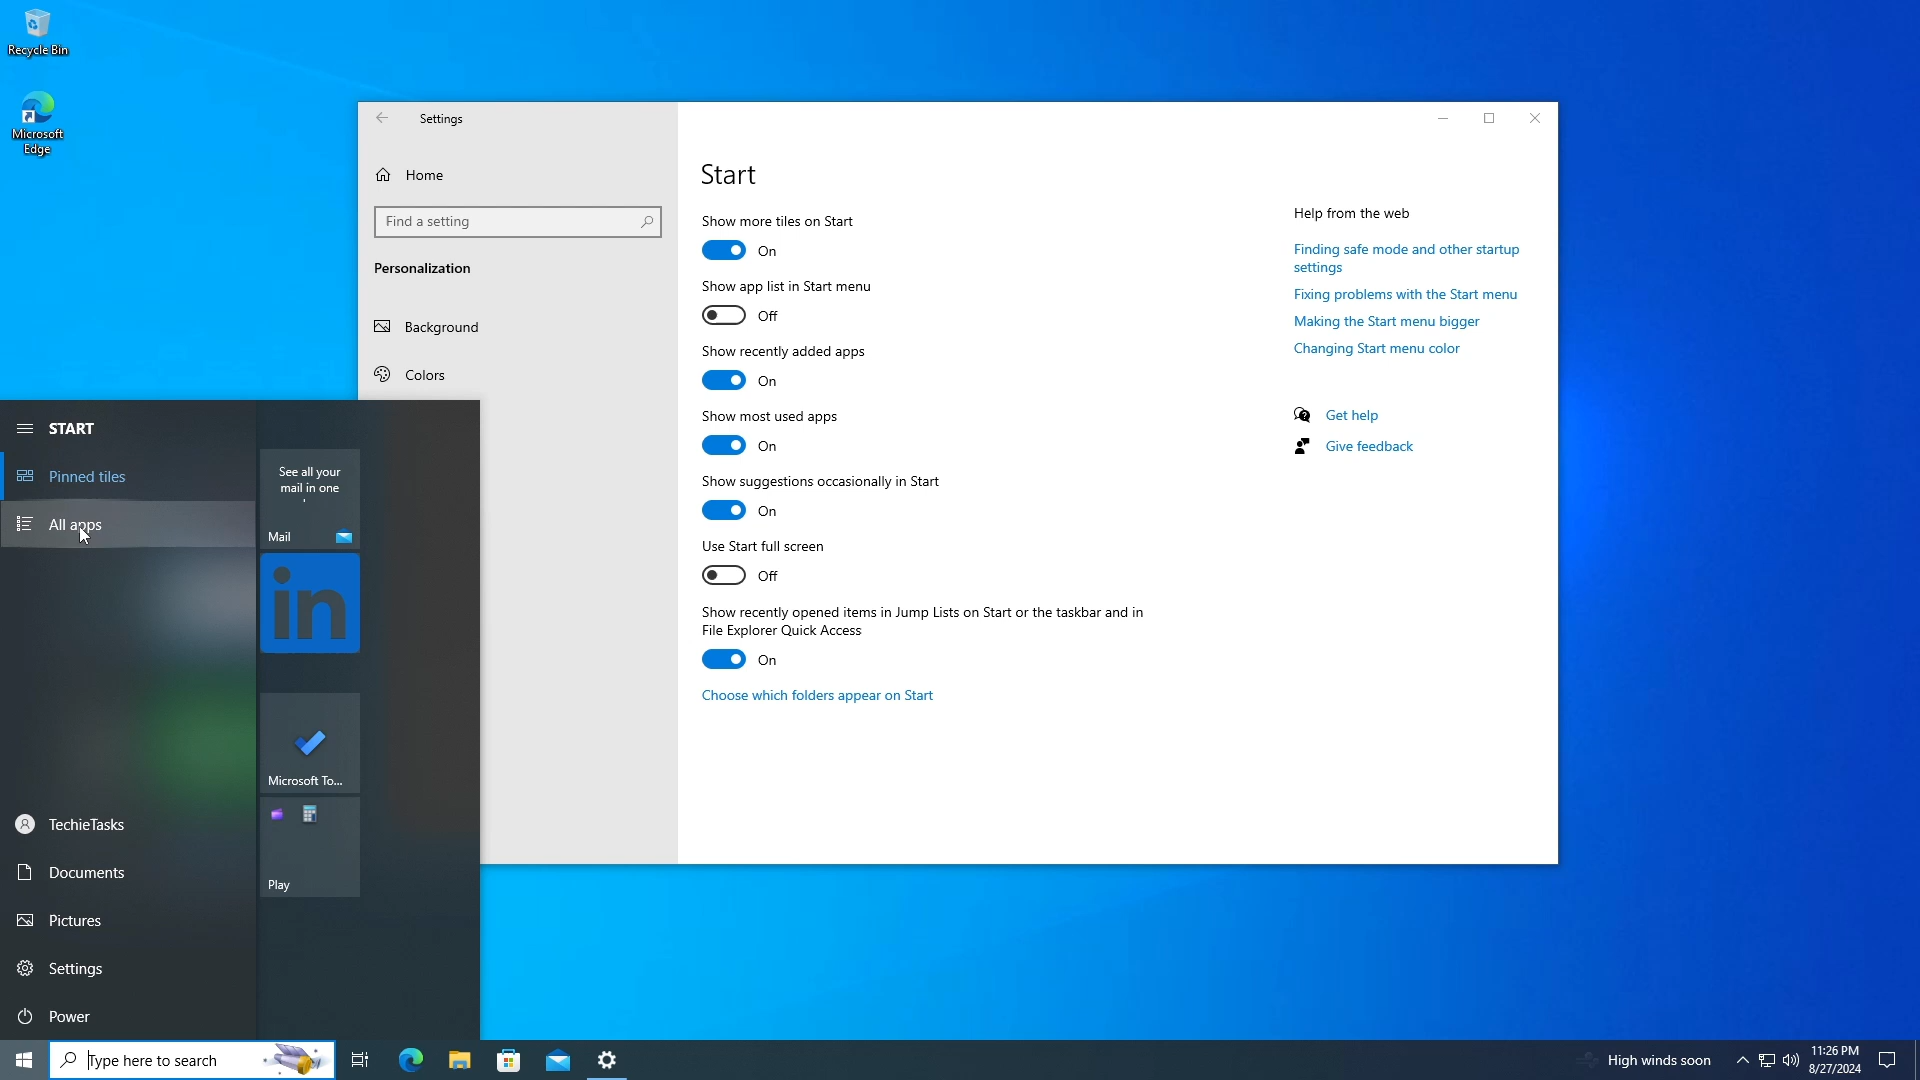 Recycle Bin
Microsoft
Edge
Settings
Home
Find a setting
Personalization
Background
Colors
Start
Show more tiles on Start
On
Show app list in Start menu
Off
Show recently added apps
On
Show most used apps
On
Show suggestions occasionally in Start
On
Use Start full screen
Off
Show recently opened items in Jump Lists on Start or the taskbar and in
File Explorer Quick Access
On
Choose which folders appear on Start
Help from the web
Finding safe mode and other startup
settings
Fixing problems with the Start menu
Making the Start menu bigger
Changing Start menu color
Get help
Give feedback
START
Pinned tiles
All apps
TechieTasks
Documents
Pictures
Settings
Power
See all your
mail in one
Mail
in
Microsoft To...
Play
Type here to search
High winds soon
11:26 PM
8/27/2024